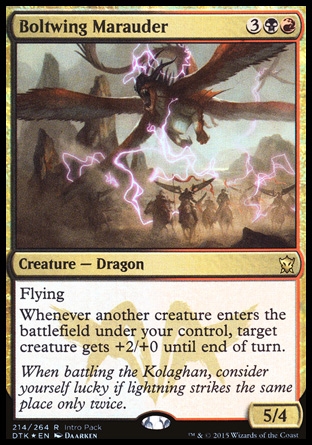 Boltwing Marauder 3
Creature — Dragon
Flying
Whenever another creature enters the
battlefield under your control, target
creature gets +2/+0 until end of turn.
When battling the Kolaghan, consider
yourself lucky if lightning strikes the same
place only twice.
5/4
214/264 R Intro Pack
DTK ★ EN Daarken
™ & © 2015 Wizards of the Coast